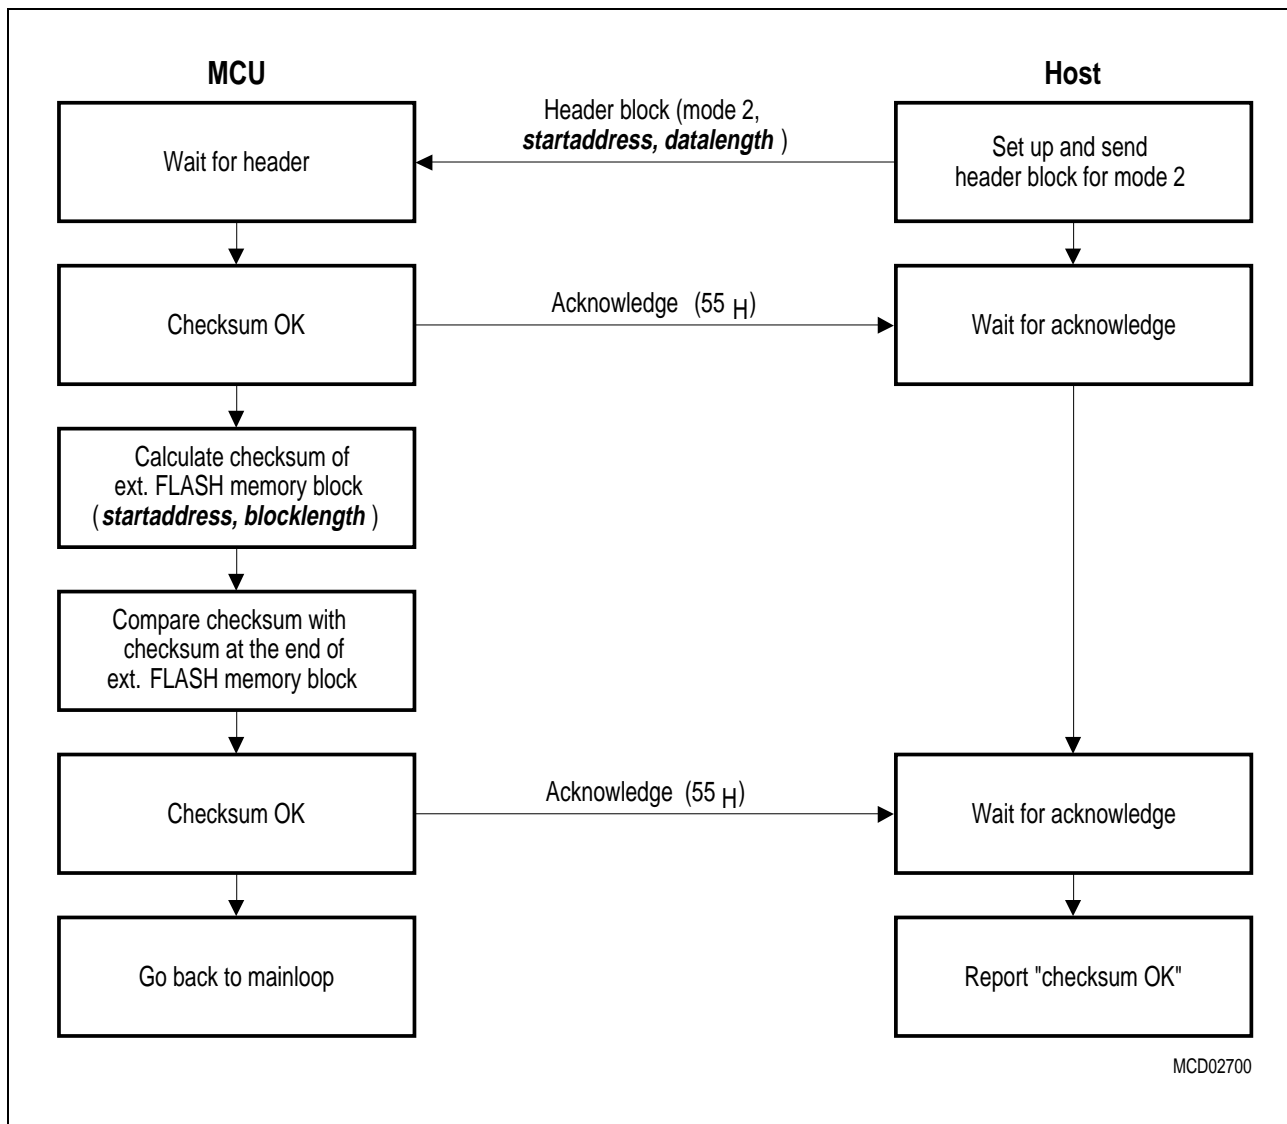 MCU
Host
Header block (mode 2,
startaddress, datalength )
Wait for header
Set up and send
header block for mode 2
Checksum OK
Acknowledge (55 H)
Wait for acknowledge
Calculate checksum of
ext. FLASH memory block
( startaddress, blocklength )
Compare checksum with
checksum at the end of
ext. FLASH memory block
Checksum OK
Acknowledge (55 H)
Wait for acknowledge
Go back to mainloop
Report "checksum OK"
MCD02700